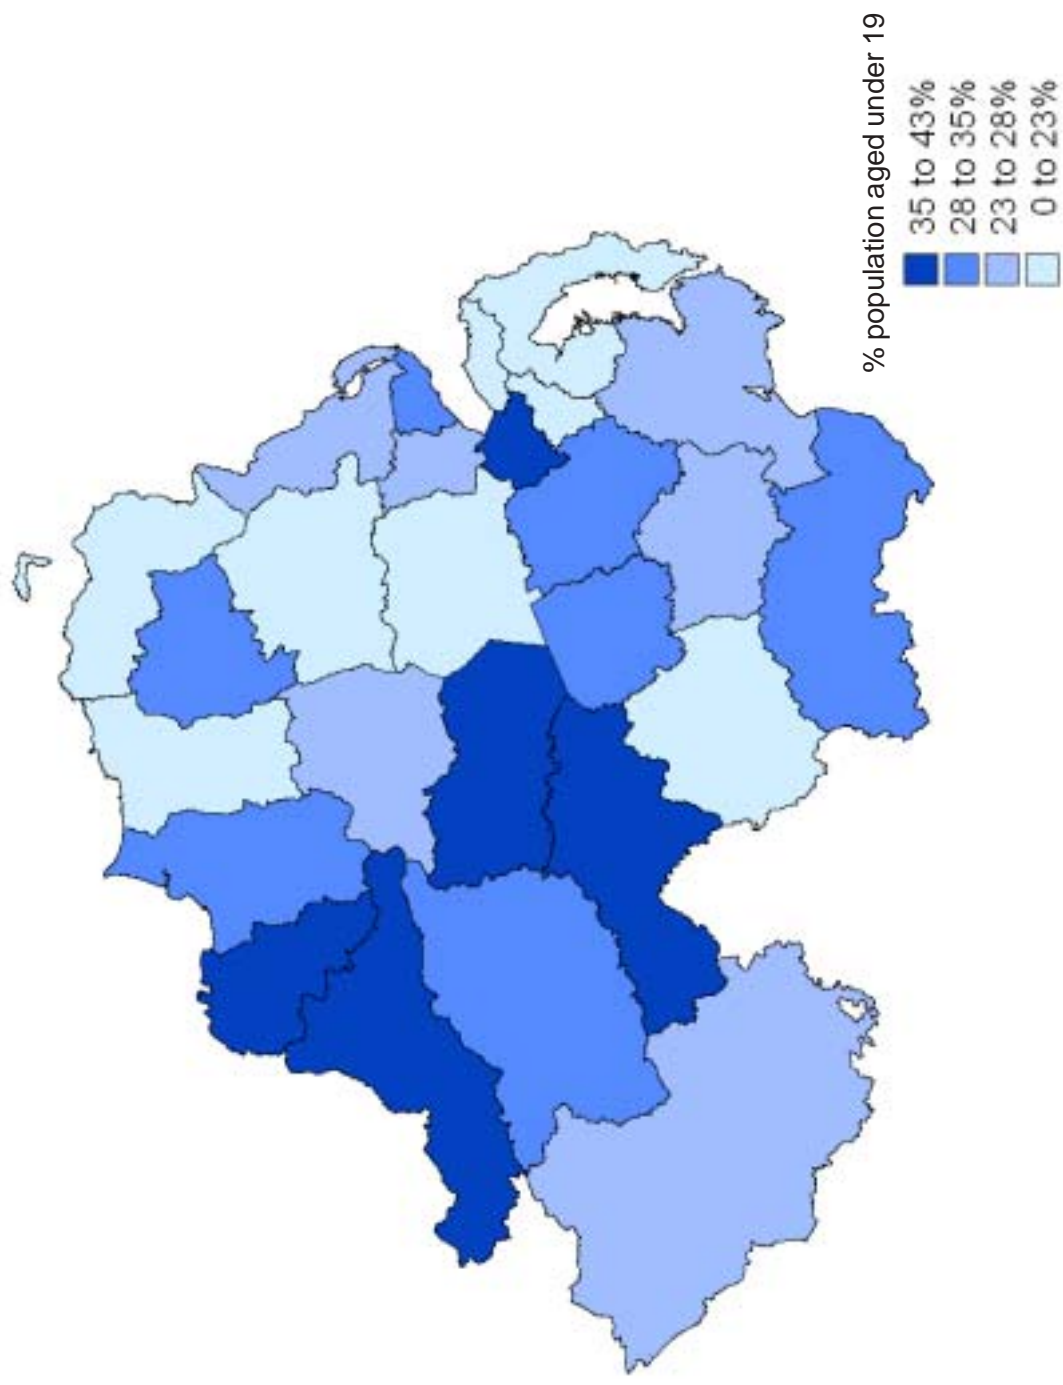 % population aged under 19
35 to 43%
28 to 35%
23 to 28%
0 to 23%